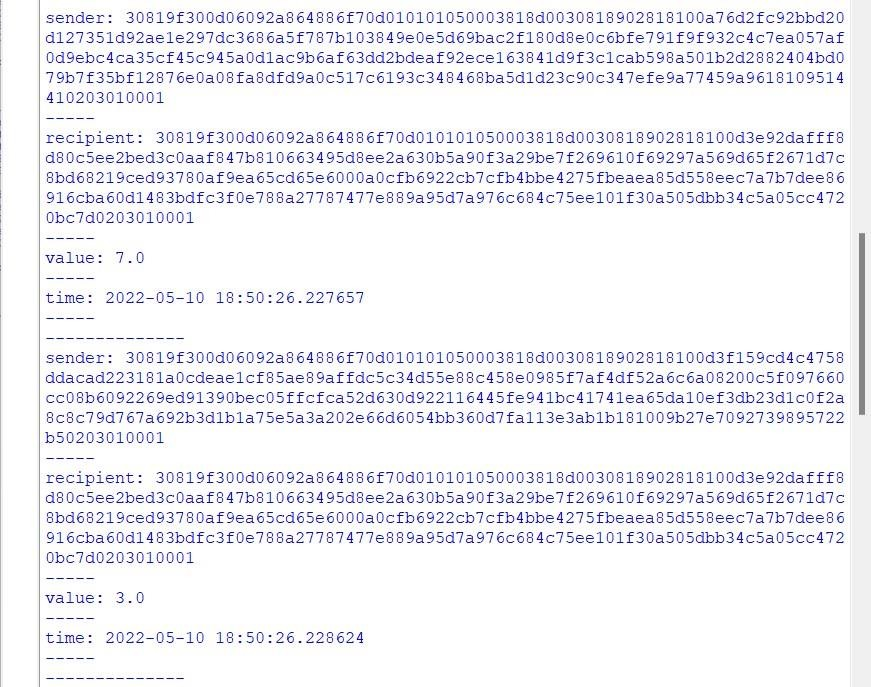 sender: 30819f300d06092a864886f70d010101050003818d0030818902818100a76d2fc92bbd20
d127351d92ae1e297dc3686a5f787b103849e0e5d69bac2f180d8e0c6bfe791f9f932c4c7ea057af
0d9ebc4ca35cf45c945a0d1ac9b6af63dd2bdeaf92ece163841d9f3c1cab598a501b2d2882404bd0
79b7f35bf12876e0a08fa8dfd9a0c517c6193c348468ba5d1d23c90c347efe9a77459a9618109514
410203010001
-----
recipient: 30819f300d06092a864886f70d010101050003818d0030818902818100d3e92dafff8
d80c5ee2bed3c0aaf847b810663495d8ee2a630b5a90f3a29be7f269610f69297a569d65f2671d7c
8bd68219ced93780af9ea65cd65e6000a0cfb6922cb7cfb4bbe4275fbeaea85d558eec7a7b7dee86
916cba60d1483bdfc3f0e788a27787477e889a95d7a976c684c75ee101f30a505dbb34c5a05cc472
0bc7d0203010001
-----
value: 7.0
-----
time: 2022-05-10 18:50:26.227657
-----
--------------
sender: 30819f300d06092a864886f70d010101050003818d0030818902818100d3f159cd4c4758
ddacad223181a0cdeae1cf85ae89affdc5c34d55e88c458e0985f7af4df52a6c6a08200c5f097660
cc08b6092269ed91390bec05ffcfca52d630d922116445fe941bc41741ea65da10ef3db23d1c0f2a
8c8c79d767a692b3d1b1a75e5a3a202e66d6054bb360d7fa113e3ab1b181009b27e7092739895722
b50203010001
-----
recipient: 30819f300d06092a864886f70d010101050003818d0030818902818100d3e92dafff8
d80c5ee2bed3c0aaf847b810663495d8ee2a630b5a90f3a29be7f269610f69297a569d65f2671d7c
8bd68219ced93780af9ea65cd65e6000a0cfb6922cb7cfb4bbe4275fbeaea85d558eec7a7b7dee86
916cba60d1483bdfc3f0e788a27787477e889a95d7a976c684c75ee101f30a505dbb34c5a05cc472
0bc7d0203010001
-----
value: 3.0
-----
time: 2022-05-10 18:50:26.228624
-----
--------------